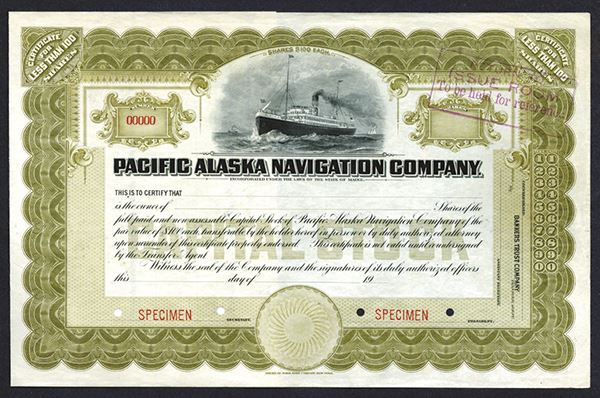 SHARES $100 EACH.
CERTIFICATE
FOR
LESS THAN 100
SHARES
CERTIFICATE
FOR
LESS THAN 100
SHARES
ISSUE ROOM
To be held for reference
00000
PACIFIC ALASKA NAVIGATION COMPANY.
INCORPORATED UNDER THE LAWS OF THE STATE OF MAINE.
THIS IS TO CERTIFY THAT
is the owner of Shares of the
full paid and nonassessable Capital Stock of Pacific Alaska Navigation Company of the
par value of $100 each, transferable by the holder hereof in person or by duly authorized attorney
upon surrender of this certificate properly endorsed. This certificate is not valid until countersigned
by the Transfer Agent.
CAPITAL STOCK
Witness the seal of the Company and the signatures of its duly authorized officers
this day of 19
SPECIMEN
SECRETARY.
SPECIMEN
PRESIDENT.
COUNTERSIGNED:
BANKERS TRUST COMPANY